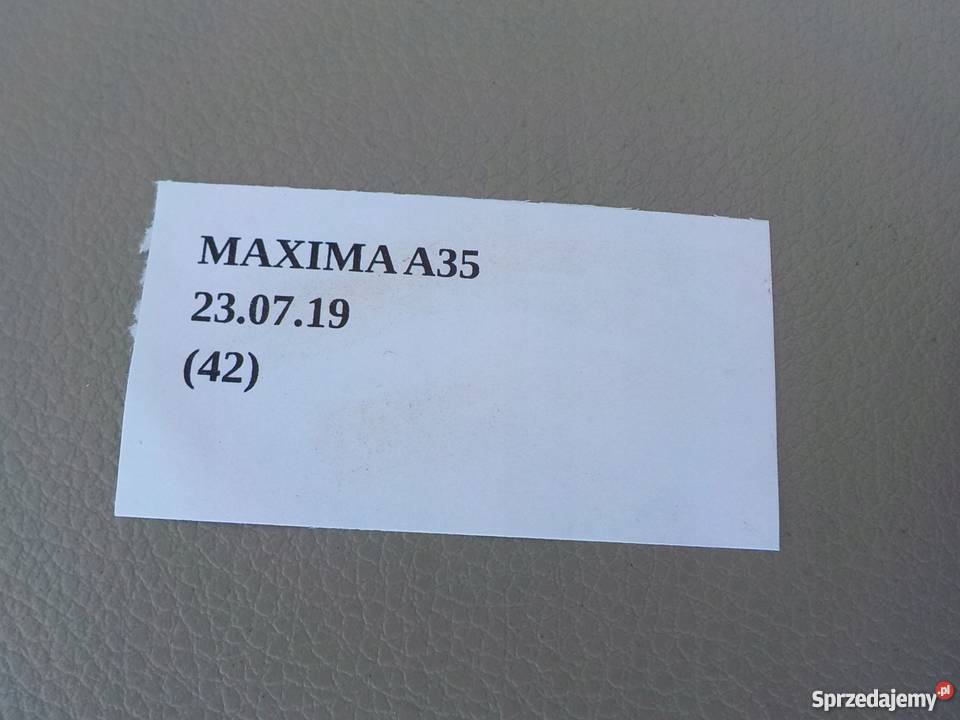 MAXIMA A35
23.07.19
(42)
Sprzedajemy.pl